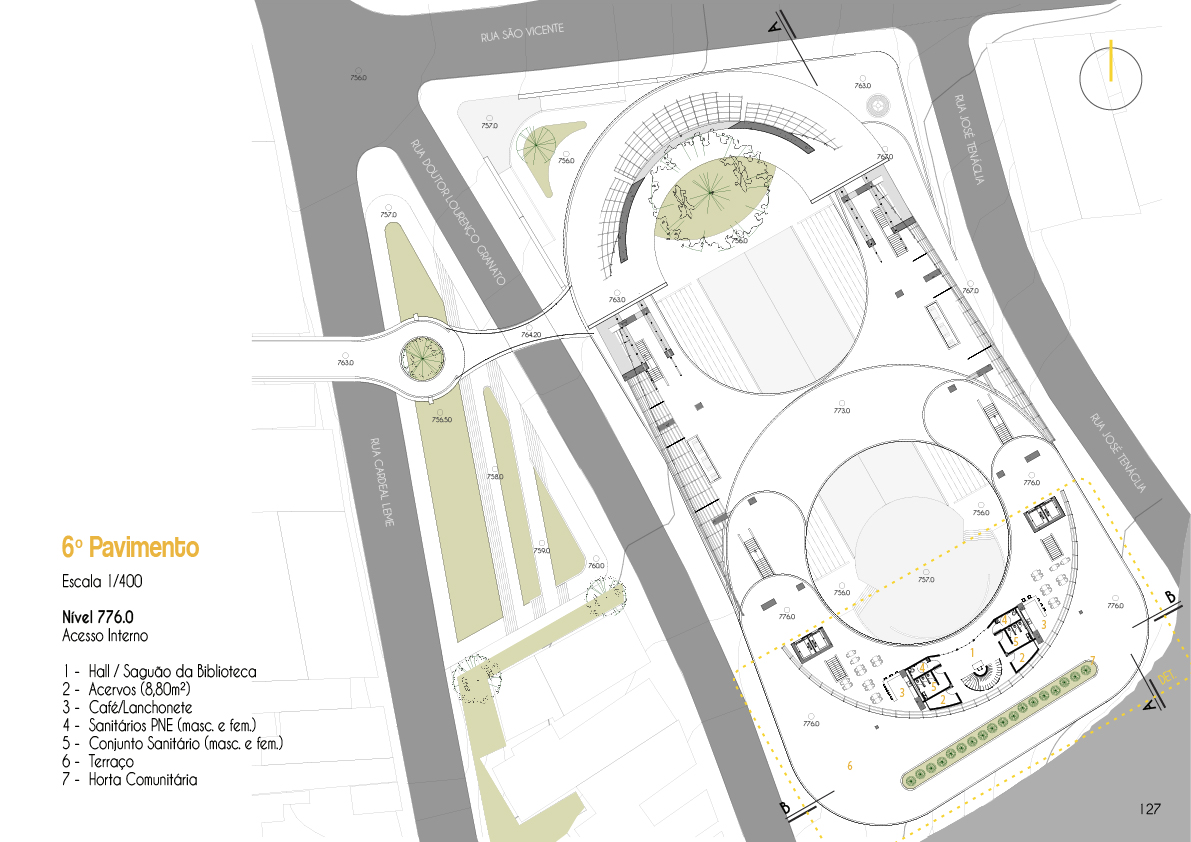 RUA SÃO VICENTE
A
756.0
763.0
757.0
RUA DOUTOR LOURENÇO GRANATO
RUA JOSÉ TENÁGLIA
756.0
767.0
757.0
756.0
767.0
763.0
764.20
763.0
773.0
756.50
RUA CARDEAL LEME
RUA JOSÉ TENÁGLIA
758.0
776.0
756.0
759.0
760.0
757.0
756.0
776.0
776.0
B
4
3
5
1
2
4
7
5
3
2
DET.
A
776.0
6
B
6º Pavimento
Escala 1/400
Nível 776.0
Acesso Interno
1 - Hall / Saguão da Biblioteca
2 - Acervos (8,80m²)
3 - Café/Lanchonete
4 - Sanitários PNE (masc. e fem.)
5 - Conjunto Sanitário (masc. e fem.)
6 - Terraço
7 - Horta Comunitária
127